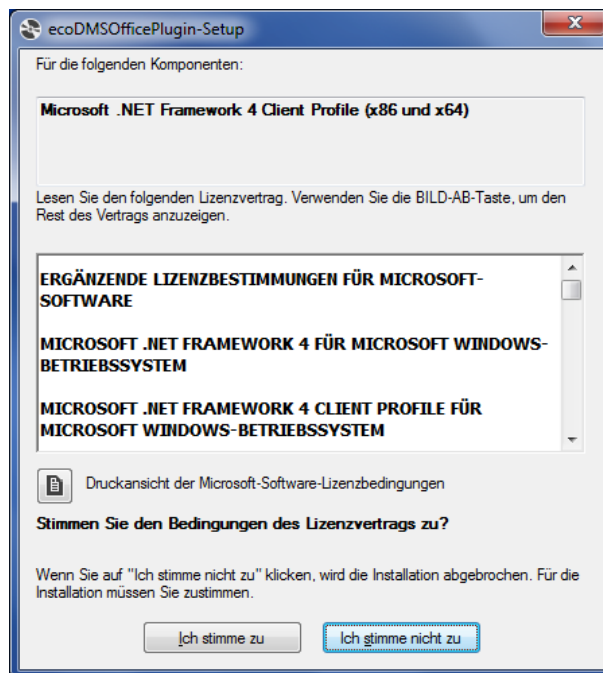 ecoDMSOfficePlugin-Setup
Für die folgenden Komponenten:
Microsoft .NET Framework 4 Client Profile (x86 und x64)
Lesen Sie den folgenden Lizenzvertrag. Verwenden Sie die BILD-AB-Taste, um den
Rest des Vertrags anzuzeigen.
ERGÄNZENDE LIZENZBESTIMMUNGEN FÜR MICROSOFT-
SOFTWARE
MICROSOFT .NET FRAMEWORK 4 FÜR MICROSOFT WINDOWS-
BETRIEBSSYSTEM
MICROSOFT .NET FRAMEWORK 4 CLIENT PROFILE FÜR
MICROSOFT WINDOWS-BETRIEBSSYSTEM
Druckansicht der Microsoft-Software-Lizenzbedingungen
Stimmen Sie den Bedingungen des Lizenzvertrags zu?
Wenn Sie auf "Ich stimme nicht zu" klicken, wird die Installation abgebrochen. Für die
Installation müssen Sie zustimmen.
Ich stimme zu
Ich stimme nicht zu